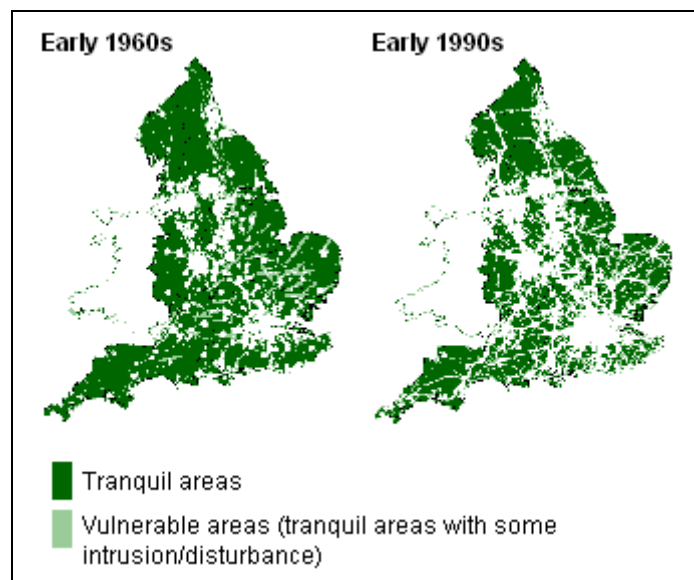 Early 1960s
Early 1990s
Tranquil areas
Vulnerable areas (tranquil areas with some
intrusion/disturbance)